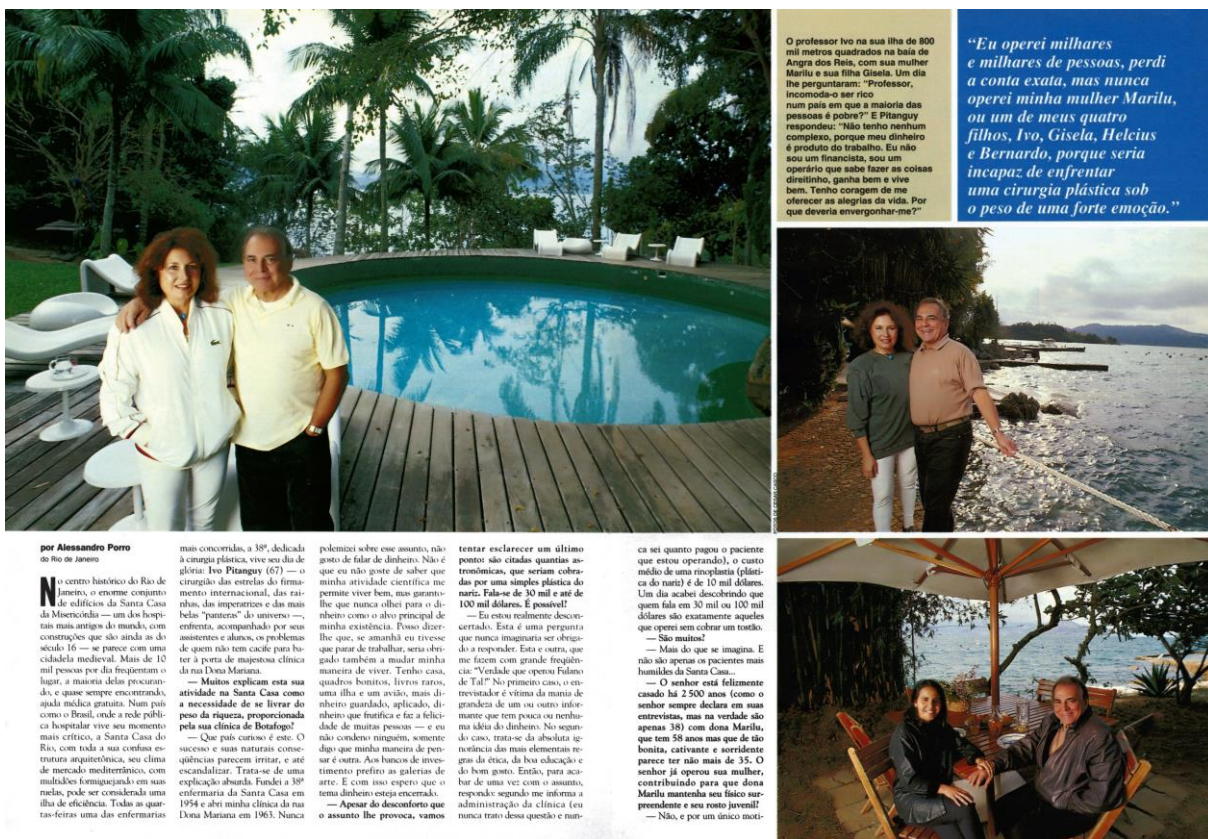 O professor Ivo na sua ilha de 800
mil metros quadrados na baía de
Angra dos Reis, com sua mulher
Marilu e sua filha Gisela. Um dia
lhe perguntaram: “Professor,
incomoda-o ser rico
num país em que a maioria das
pessoas é pobre?” E Pitanguy
respondeu: “Não tenho nenhum
complexo, porque meu dinheiro
é produto do trabalho. Eu não
sou um financista, sou um
operário que sabe fazer as coisas
direitinho, ganha bem e vive
bem. Tenho coragem de me
oferecer as alegrias da vida. Por
que deveria envergonhar-me?”
“Eu operei milhares
e milhares de pessoas, perdi
a conta exata, mas nunca
operei minha mulher Marilu,
ou um de meus quatro
filhos, Ivo, Gisela, Helcius
e Bernardo, porque seria
incapaz de enfrentar
uma cirurgia plástica sob
o peso de uma forte emoção.”
por Alessandro Porro
do Rio de Janeiro
No centro histórico do Rio de
Janeiro, o enorme conjunto
de edifícios da Santa Casa
da Misericórdia — um dos hospi-
tais mais antigos do mundo, com
construções que são ainda as do
século 16 — se parece com uma
cidadela medieval. Mais de 10
mil pessoas por dia freqüentam o
lugar, a maioria delas procuran-
do, e quase sempre encontrando,
ajuda médica gratuita. Num país
como o Brasil, onde a rede públi-
ca hospitalar vive seu momento
mais crítico, a Santa Casa do
Rio, com toda a sua confusa es-
trutura arquitetônica, seu clima
de mercado mediterrânico, com
multidões formiguejando em suas
ruelas, pode ser considerada uma
ilha de eficiência. Todas as quar-
tas-feiras uma das enfermarias
mais concorridas, a 38ª, dedicada
à cirurgia plástica, vive seu dia de
glória: Ivo Pitanguy (67) — o
cirurgião das estrelas do firma-
mento internacional, das rai-
nhas, das imperatrizes e das mais
belas “panteras” do universo —,
enfrenta, acompanhado por seus
assistentes e alunos, os problemas
de quem não tem cacife para ba-
ter à porta de majestosa clínica
da rua Dona Mariana.
— Muitos explicam esta sua
atividade na Santa Casa como
a necessidade de se livrar do
peso da riqueza, proporcionada
pela sua clínica de Botafogo?
— Que país curioso é este. O
sucesso e suas naturais conse-
qüências parecem irritar, e até
escandalizar. Trata-se de uma
explicação absurda. Fundei a 38ª
enfermaria da Santa Casa em
1954 e abri minha clínica da rua
Dona Mariana em 1963. Nunca
polemizei sobre esse assunto, não
gosto de falar de dinheiro. Não é
que eu não goste de saber que
minha atividade científica me
permite viver bem, mas garanto-
lhe que nunca olhei para o di-
nheiro como o alvo principal de
minha existência. Posso dizer-
lhe que, se amanhã eu tivesse
que parar de trabalhar, seria obri-
gado também a mudar minha
maneira de viver. Tenho casa,
quadros bonitos, livros raros,
uma ilha e um avião, mais di-
nheiro guardado, aplicado, di-
nheiro que frutifica e faz a felici-
dade de muitas pessoas — e eu
não condeno ninguém, somente
digo que minha maneira de pen-
sar é outra. Aos bancos de inves-
timento prefiro as galerias de
arte. E com isso espero que o
tema dinheiro esteja encerrado.
— Apesar do desconforto que
o assunto lhe provoca, vamos
tentar esclarecer um último
ponto: são citadas quantias as-
tronômicas, que seriam cobra-
das por uma simples plástica do
nariz. Fala-se de 30 mil e até de
100 mil dólares. É possível?
— Eu estou realmente descon-
certado. Esta é uma pergunta
que nunca imaginaria ser obriga-
do a responder. Esta e outra, que
me fazem com grande freqüên-
cia: “Verdade que operou Fulano
de Tal?” No primeiro caso, o en-
trevistador é vítima da mania de
grandeza de um ou outro infor-
mante que tem pouca ou nenhu-
ma idéia do dinheiro. No segun-
do caso, trata-se da absoluta ig-
norância das mais elementares re-
gras da ética, da boa educação e
do bom gosto. Então, para aca-
bar de uma vez com o assunto,
respondo: segundo me informa a
administração da clínica (eu
nunca trato dessa questão e nun-
ca sei quanto pagou o paciente
que estou operando), o custo
médio de uma rinoplastia (plásti-
ca do nariz) é de 10 mil dólares.
Um dia acabei descobrindo que
quem fala em 30 mil ou 100 mil
dólares são exatamente aqueles
que operei sem cobrar um tostão.
— São muitos?
— Mais do que se imagina. E
não são apenas os pacientes mais
humildes da Santa Casa...
— O senhor está felizmente
casado há 2 500 anos (como o
senhor sempre declara em suas
entrevistas, mas na verdade são
apenas 38) com dona Marilu,
que tem 58 anos mas que de tão
bonita, cativante e sorridente
parece ter não mais de 35. O
senhor já operou sua mulher,
contribuindo para que dona
Marilu mantenha seu físico sur-
preendente e seu rosto juvenil?
— Não, e por um único moti-